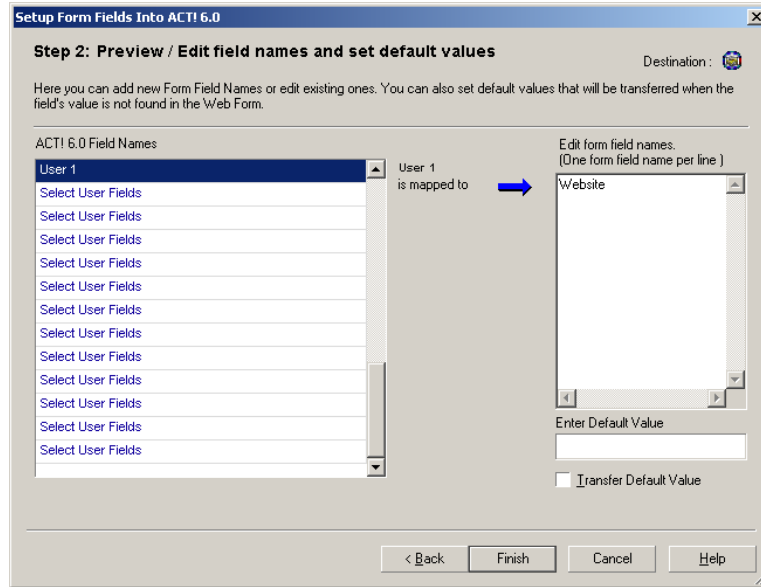 Setup Form Fields Into ACT! 6.0
Step 2: Preview / Edit field names and set default values
Destination :
Here you can add new Form Field Names or edit existing ones. You can also set default values that will be transferred when the
field's value is not found in the Web Form.
ACT! 6.0 Field Names
User 1
Select User Fields
Select User Fields
Select User Fields
Select User Fields
Select User Fields
Select User Fields
Select User Fields
Select User Fields
Select User Fields
Select User Fields
Select User Fields
Select User Fields
User 1
is mapped to
Edit form field names.
(One form field name per line )
Website
Enter Default Value
Transfer Default Value
< Back
Finish
Cancel
Help